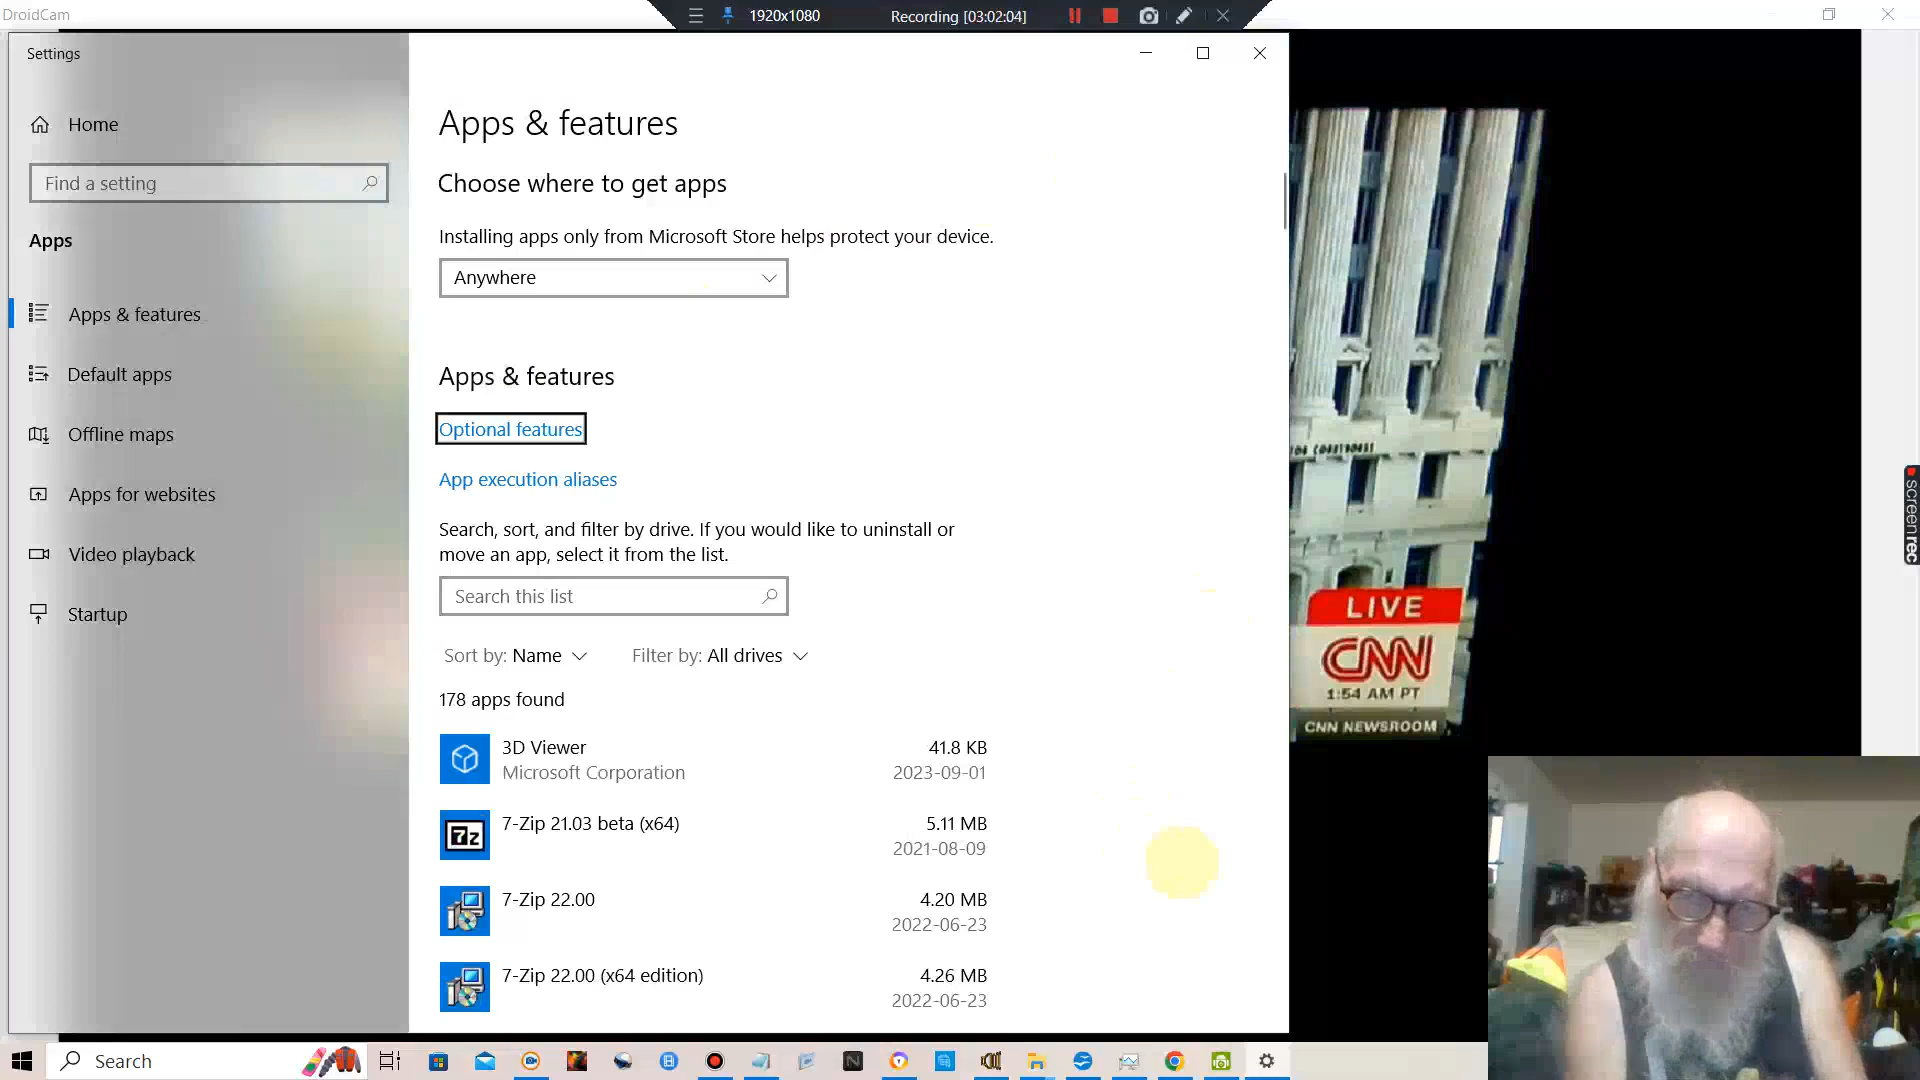 DroidCam
1920x1080
Recording [03:02:04]
Settings
Home
Find a setting
Apps
Apps & features
Default apps
Offline maps
Apps for websites
Video playback
Startup
Apps & features
Choose where to get apps
Installing apps only from Microsoft Store helps protect your device.
Anywhere
Apps & features
Optional features
App execution aliases
Search, sort, and filter by drive. If you would like to uninstall or
move an app, select it from the list.
Search this list
Sort by: Name
Filter by: All drives
178 apps found
3D Viewer
41.8 KB
Microsoft Corporation
2023-09-01
7-Zip 21.03 beta (x64)
5.11 MB
2021-08-09
7-Zip 22.00
4.20 MB
2022-06-23
7-Zip 22.00 (x64 edition)
4.26 MB
2022-06-23
LIVE
CNN
1:54 AM PT
CNN NEWSROOM
screenrec
Search